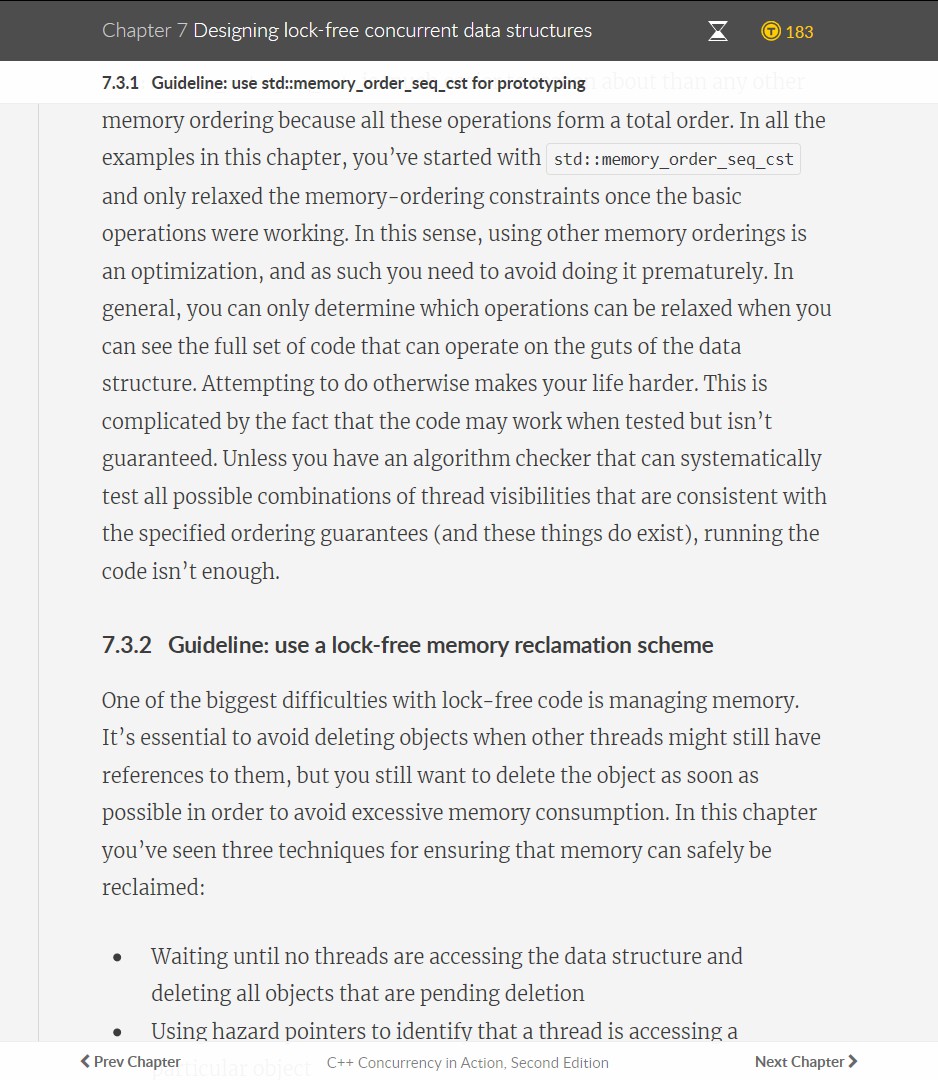 Chapter 7 Designing lock-free concurrent data structures
183
7.3.1 Guideline: use std::memory_order_seq_cst for prototyping
about than any other
memory ordering because all these operations form a total order. In all the
examples in this chapter, you’ve started with std::memory_order_seq_cst
and only relaxed the memory-ordering constraints once the basic
operations were working. In this sense, using other memory orderings is
an optimization, and as such you need to avoid doing it prematurely. In
general, you can only determine which operations can be relaxed when you
can see the full set of code that can operate on the guts of the data
structure. Attempting to do otherwise makes your life harder. This is
complicated by the fact that the code may work when tested but isn’t
guaranteed. Unless you have an algorithm checker that can systematically
test all possible combinations of thread visibilities that are consistent with
the specified ordering guarantees (and these things do exist), running the
code isn’t enough.
7.3.2 Guideline: use a lock-free memory reclamation scheme
One of the biggest difficulties with lock-free code is managing memory.
It’s essential to avoid deleting objects when other threads might still have
references to them, but you still want to delete the object as soon as
possible in order to avoid excessive memory consumption. In this chapter
you’ve seen three techniques for ensuring that memory can safely be
reclaimed:
• Waiting until no threads are accessing the data structure and
deleting all objects that are pending deletion
• Using hazard pointers to identify that a thread is accessing a
particular object
Prev Chapter
C++ Concurrency in Action, Second Edition
Next Chapter